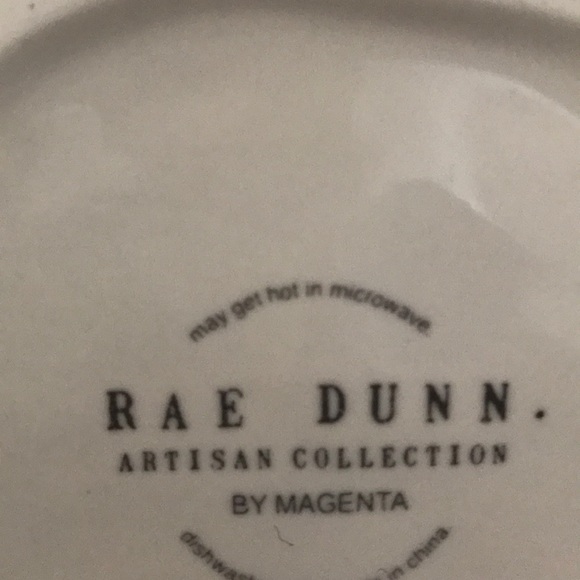 may get hot in microwave
RAE DUNN.
ARTISAN COLLECTION
BY MAGENTA
in china